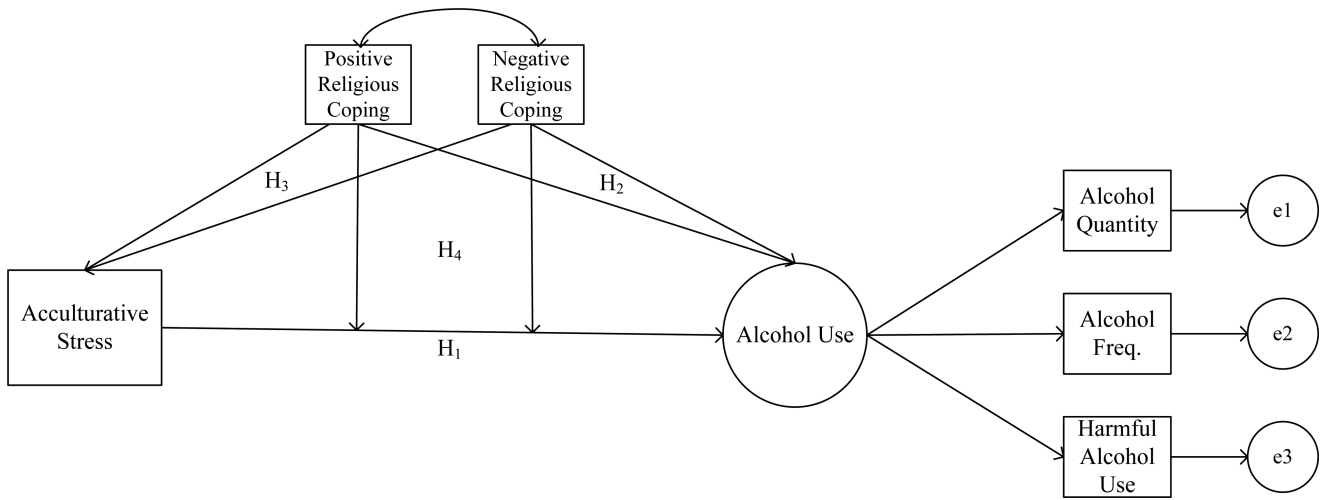 Positive
Religious
Coping
Negative
Religious
Coping
H3
H2
H4
Acculturative
Stress
H1
Alcohol Use
Alcohol
Quantity
e1
Alcohol
Freq.
e2
Harmful
Alcohol
Use
e3